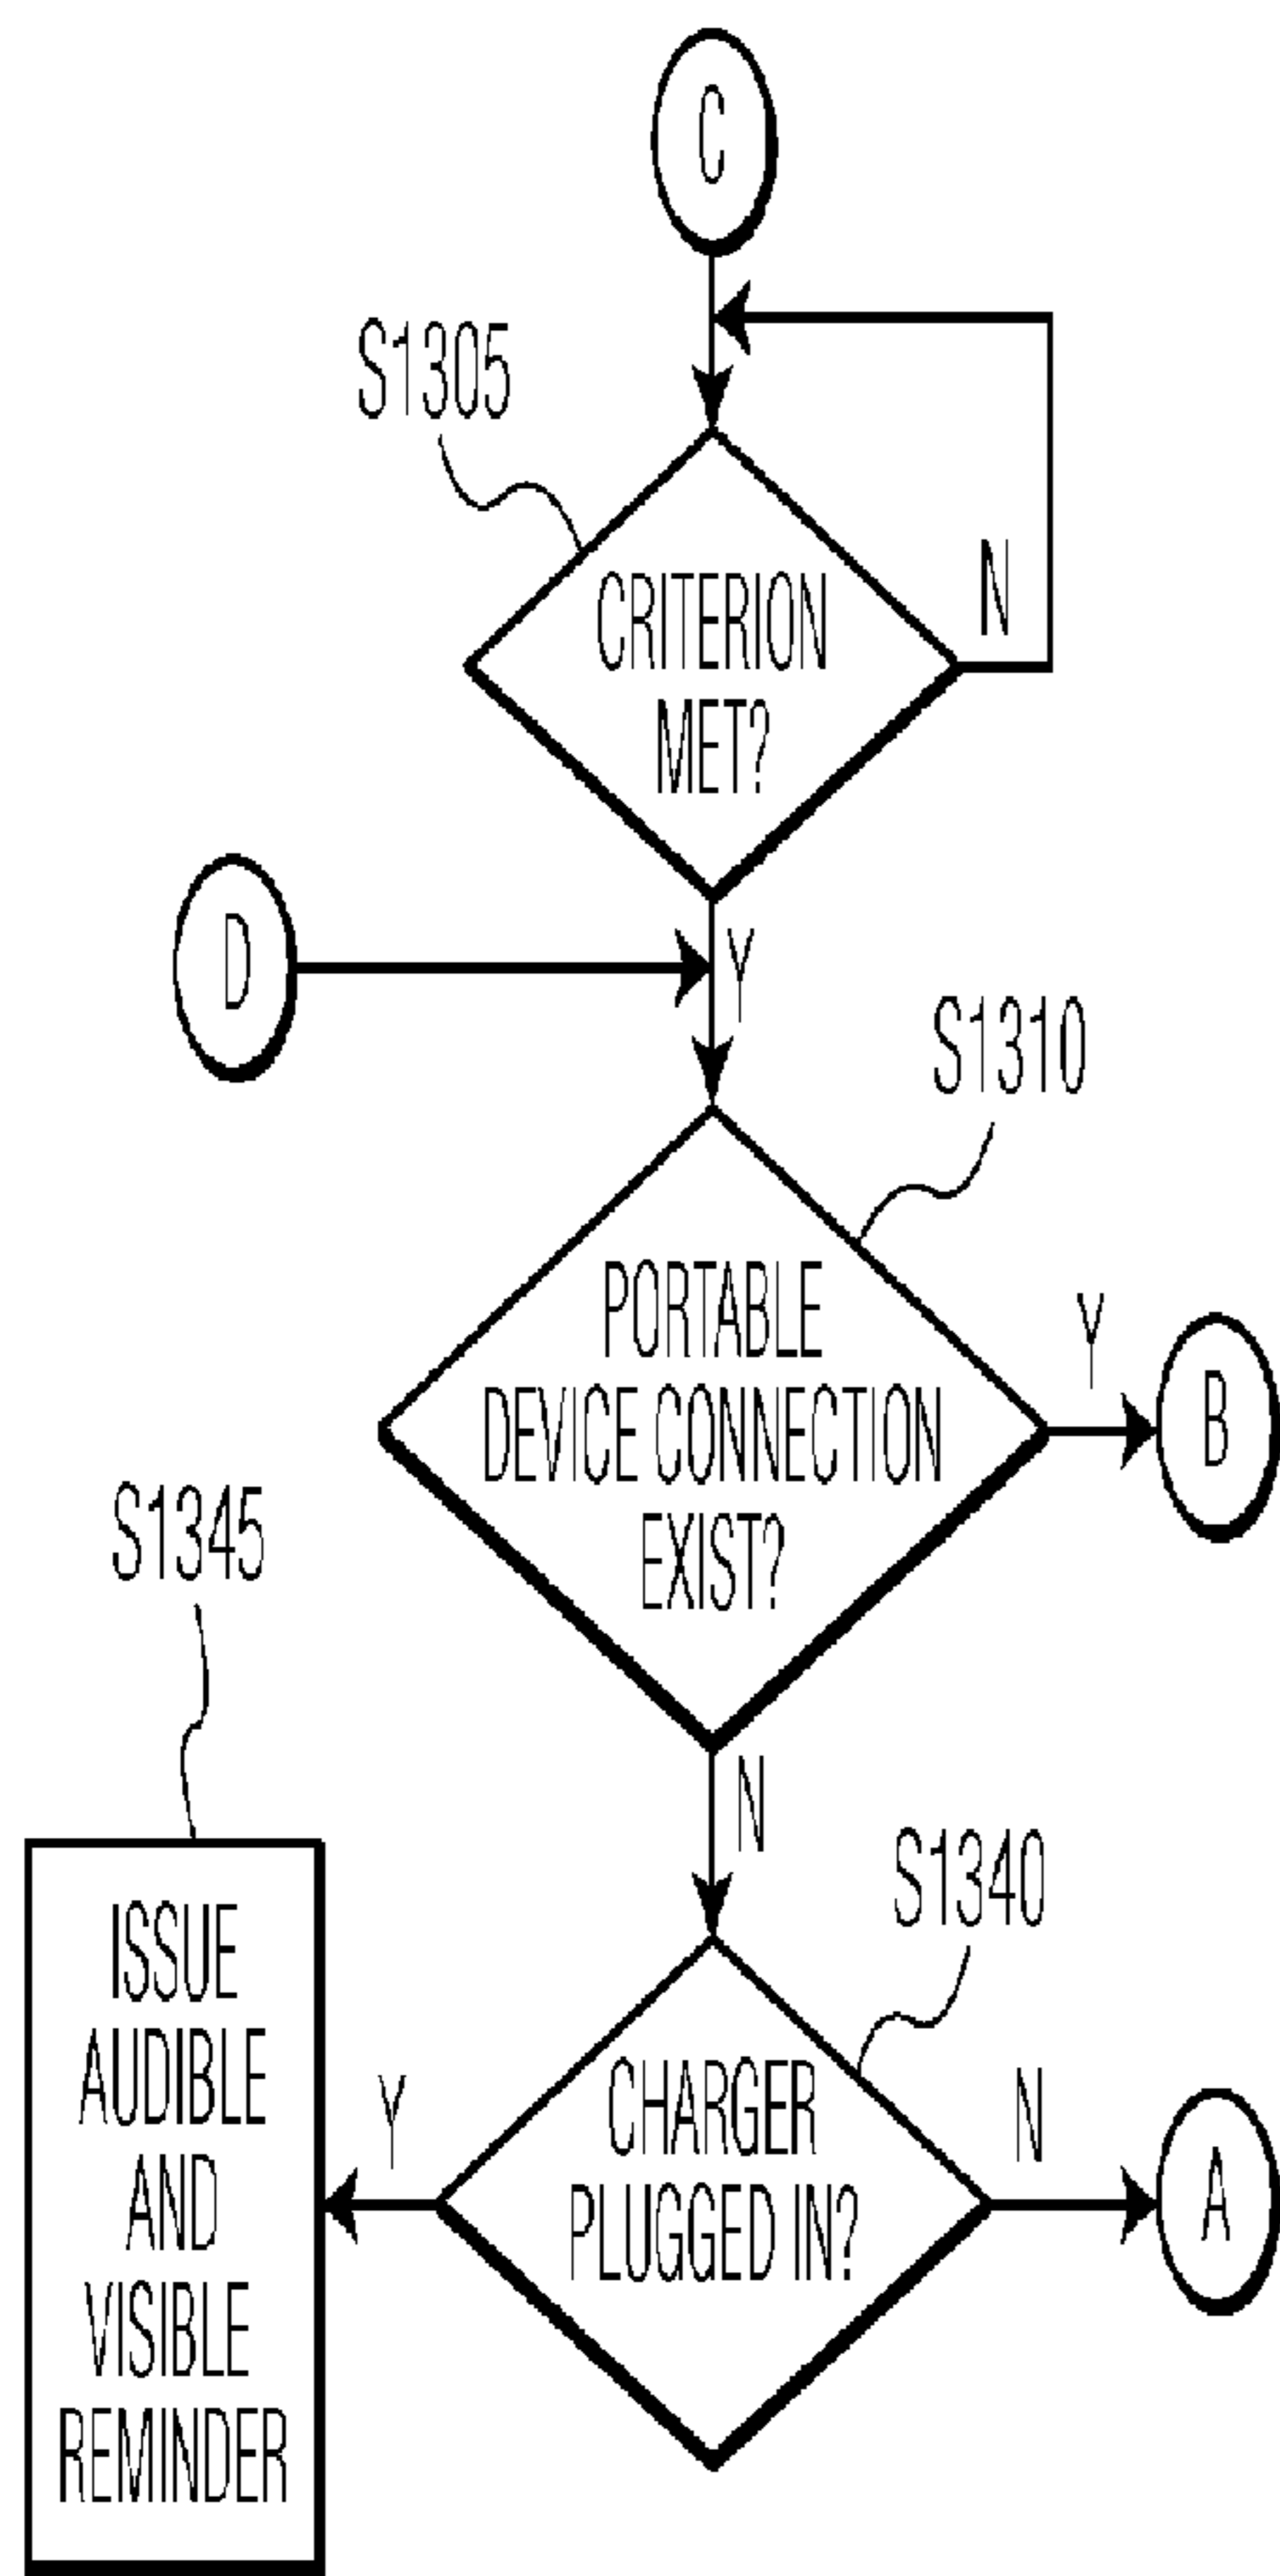 C
S1305
CRITERION
MET?
N
D
Y
S1310
PORTABLE
DEVICE CONNECTION
EXIST?
Y
B
S1345
N
S1340
ISSUE
AUDIBLE
AND
VISIBLE
REMINDER
Y
CHARGER
PLUGGED IN?
N
A